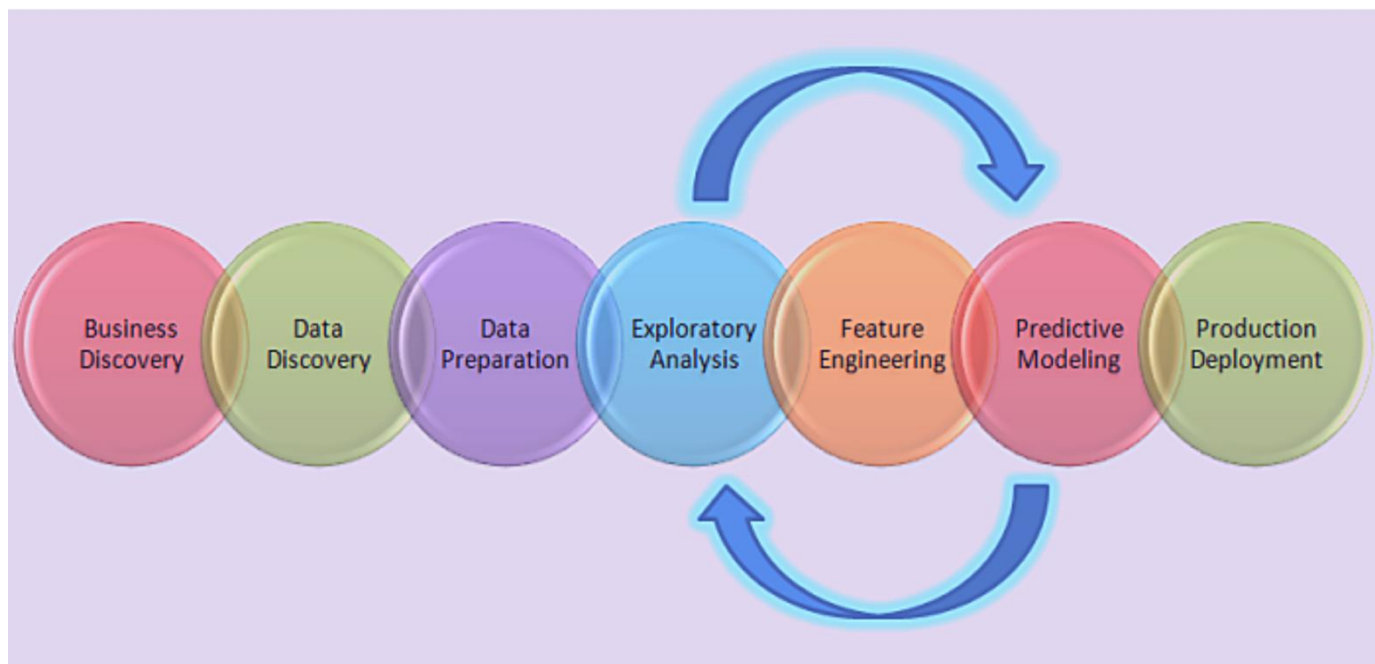 Business
Discovery
Data
Discovery
Data
Preparation
Exploratory
Analysis
Feature
Engineering
Predictive
Modeling
Production
Deployment